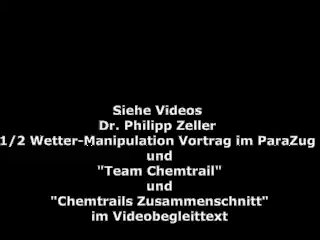 Siehe Videos
Dr. Philipp Zeller
1/2 Wetter-Manipulation Vortrag im ParaZug
und
"Team Chemtrail"
und
"Chemtrails Zusammenschnitt"
im Videobegleittext